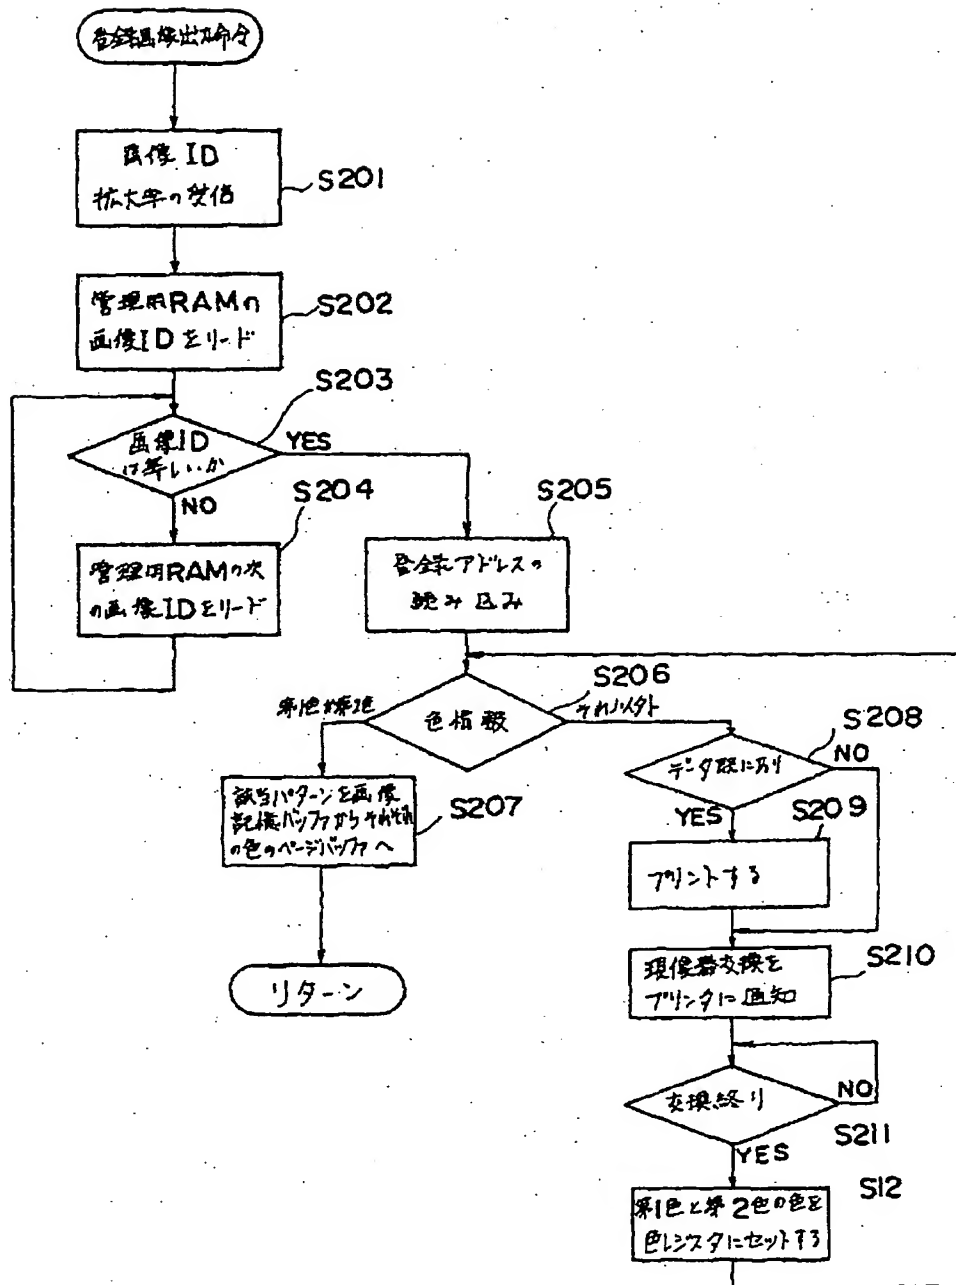 登録画像出力命令
画像ID
拡大率の受信
S201
管理用RAMの
画像IDをリード
S202
S203
画像ID
は等しいか
YES
NO
S204
管理用RAMの次
の画像IDをリード
S205
登録アドレスの
読み込み
S206
色情報
第1色か第2色
それ以外
S207
該当パターンを画像
記憶バッファからそれぞれ
の色のページバッファへ
リターン
S208
データ既にあり
NO
YES
S209
プリントする
S210
現像器交換を
プリンタに通知
交換終り
NO
S211
YES
S12
第1色と第2色の色を
色レジスタにセットする